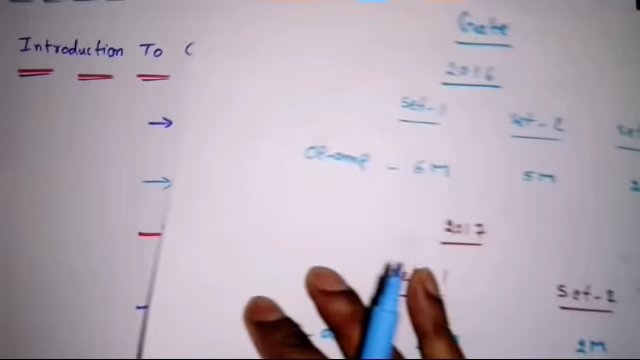 Introduction To
Gate
2016
Set-1 Set-2
OP-amp - 6M 5M
2017
Set-2
2M